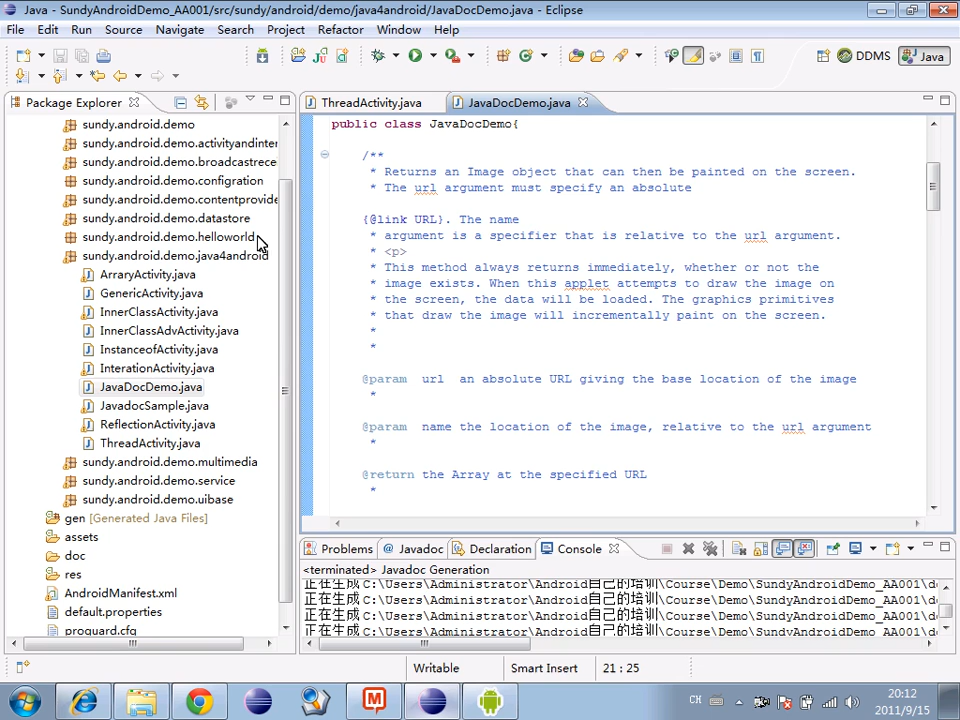 Java - SundyAndroidDemo_AA001/src/sundy/android/demo/java4android/JavaDocDemo.java - Eclipse
File Edit Run Source Navigate Search Project Refactor Window Help
DDMS Java
Package Explorer
ThreadActivity.java JavaDocDemo.java
sundy.android.demo
sundy.android.demo.activityandinter
sundy.android.demo.broadcastrece
sundy.android.demo.configration
sundy.android.demo.contentprovide
sundy.android.demo.datastore
sundy.android.demo.helloworld
sundy.android.demo.java4android
ArraryActivity.java
GenericActivity.java
InnerClassActivity.java
InnerClassAdvActivity.java
InstanceofActivity.java
InterationActivity.java
JavaDocDemo.java
JavadocSample.java
ReflectionActivity.java
ThreadActivity.java
sundy.android.demo.multimedia
sundy.android.demo.service
sundy.android.demo.uibase
gen [Generated Java Files]
assets
doc
res
AndroidManifest.xml
default.properties
proguard.cfg
public class JavaDocDemo{
/**
* Returns an Image object that can then be painted on the screen.
* The url argument must specify an absolute
{@link URL}. The name
* argument is a specifier that is relative to the url argument.
* <p>
* This method always returns immediately, whether or not the
* image exists. When this applet attempts to draw the image on
* the screen, the data will be loaded. The graphics primitives
* that draw the image will incrementally paint on the screen.
*
*
@param url an absolute URL giving the base location of the image
*
@param name the location of the image, relative to the url argument
*
@return the Array at the specified URL
*
Problems @ Javadoc Declaration Console
<terminated> Javadoc Generation
正在生成 C:\Users\Administrator\Android自己的培训\Course\Demo\SundyAndroidDemo_AA001\d
正在生成 C:\Users\Administrator\Android自己的培训\Course\Demo\SundyAndroidDemo_AA001\d
正在生成 C:\Users\Administrator\Android自己的培训\Course\Demo\SundyAndroidDemo_AA001\d
Writable Smart Insert 21 : 25
CH
20:12
2011/9/15